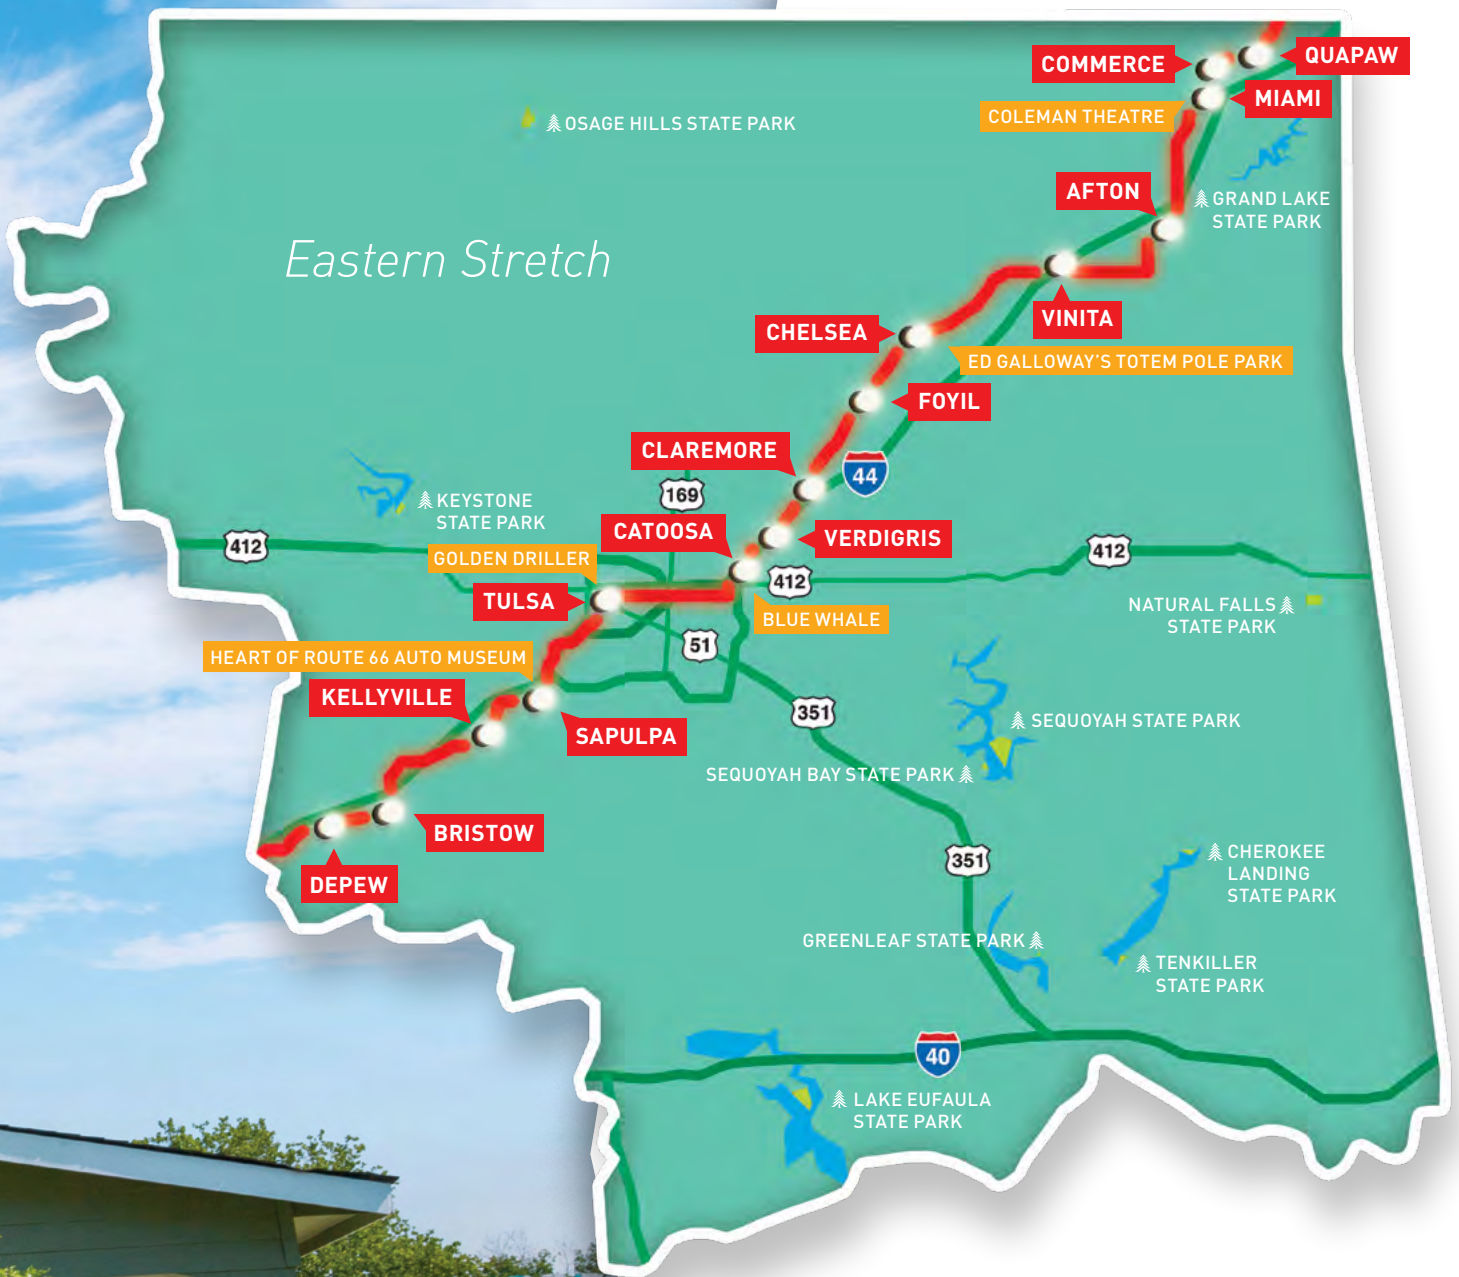 QUAPAW
COMMERCE
MIAMI
COLEMAN THEATRE
OSAGE HILLS STATE PARK
AFTON
GRAND LAKE
STATE PARK
Eastern Stretch
VINITA
CHELSEA
ED GALLOWAY'S TOTEM POLE PARK
FOYIL
CLAREMORE
44
169
KEYSTONE
STATE PARK
CATOOSA
VERDIGRIS
412
GOLDEN DRILLER
412
412
TULSA
NATURAL FALLS
STATE PARK
BLUE WHALE
51
HEART OF ROUTE 66 AUTO MUSEUM
KELLYVILLE
351
SEQUOYAH STATE PARK
SAPULPA
SEQUOYAH BAY STATE PARK
BRISTOW
351
CHEROKEE
LANDING
STATE PARK
DEPEW
GREENLEAF STATE PARK
TENKILLER
STATE PARK
40
LAKE EUFAULA
STATE PARK